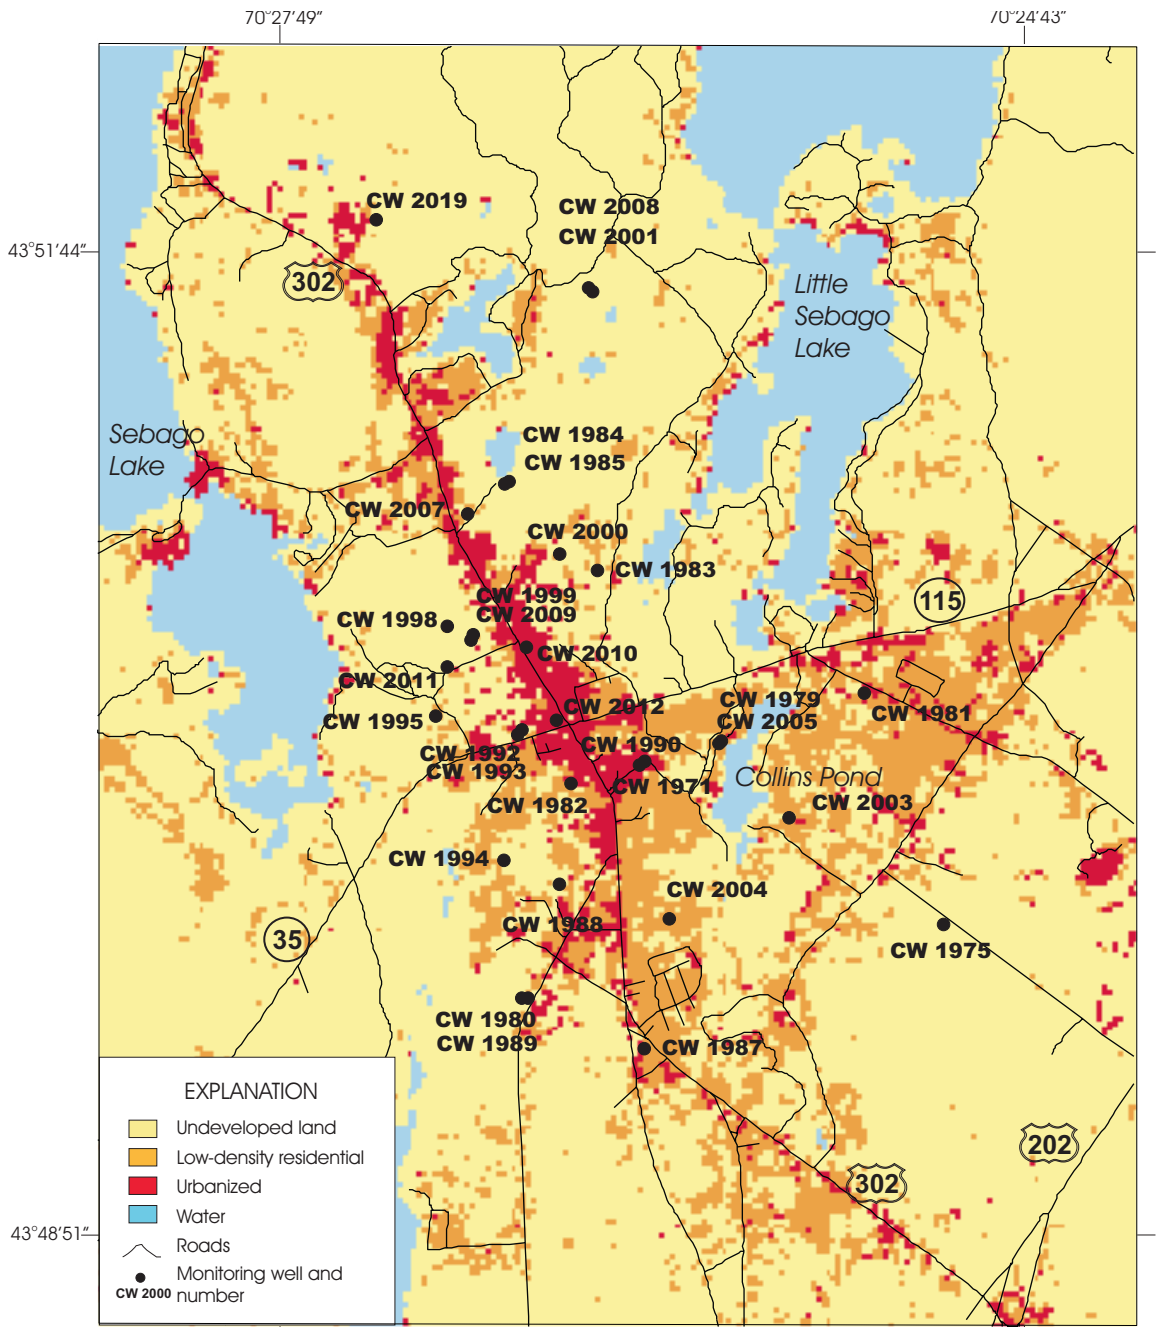 70°27'49"
70°24'43"
CW 2019
CW 2008
CW 2001
43°51'44"
302
Little
Sebago
Lake
Sebago
Lake
CW 1984
CW 1985
CW 2007
CW 2000
CW 1983
CW 1999
CW 2009
CW 1998
115
CW 2010
CW 2011
CW 1979
CW 2005
CW 2012
CW 1981
CW 1995
CW 1990
CW 1992
CW 1993
Collins Pond
CW 1971
CW 1982
CW 2003
CW 1994
CW 2004
CW 1988
35
CW 1975
CW 1980
CW 1989
CW 1987
EXPLANATION
Undeveloped land
Low-density residential
Urbanized
Water
Roads
Monitoring well and
CW 2000 number
202
302
43°48'51"